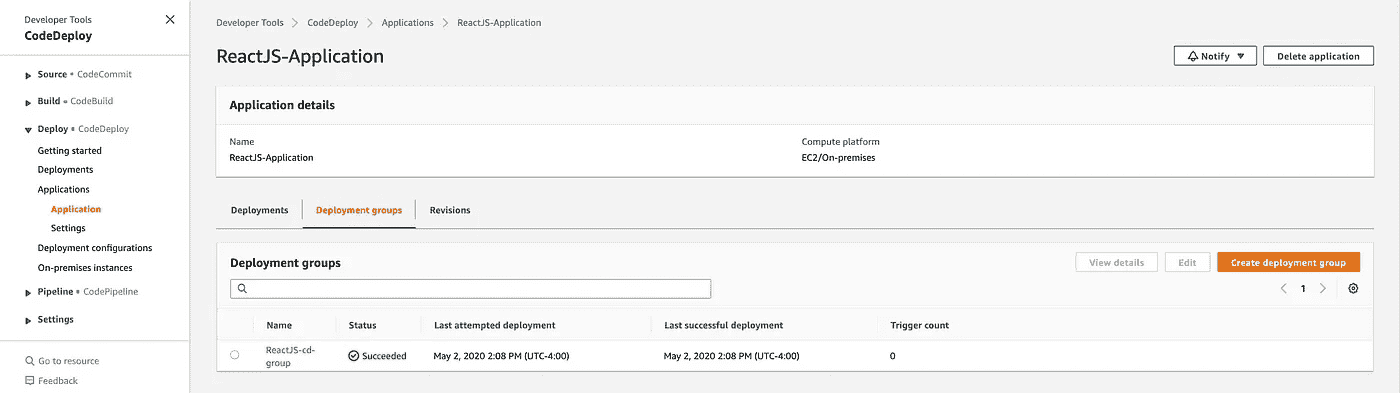 Developer Tools
CodeDeploy
Source • CodeCommit
Build • CodeBuild
Deploy • CodeDeploy
Getting started
Deployments
Applications
Application
Settings
Deployment configurations
On-premises instances
Pipeline • CodePipeline
Settings
Go to resource
Feedback
Developer Tools > CodeDeploy > Applications > ReactJS-Application
ReactJS-Application
Notify
Delete application
Application details
Name
ReactJS-Application
Compute platform
EC2/On-premises
Deployments
Deployment groups
Revisions
Deployment groups
View details
Edit
Create deployment group
1
Name Status Last attempted deployment Last successful deployment Trigger count
ReactJS-cd-
group
Succeeded May 2, 2020 2:08 PM (UTC-4:00) May 2, 2020 2:08 PM (UTC-4:00) 0